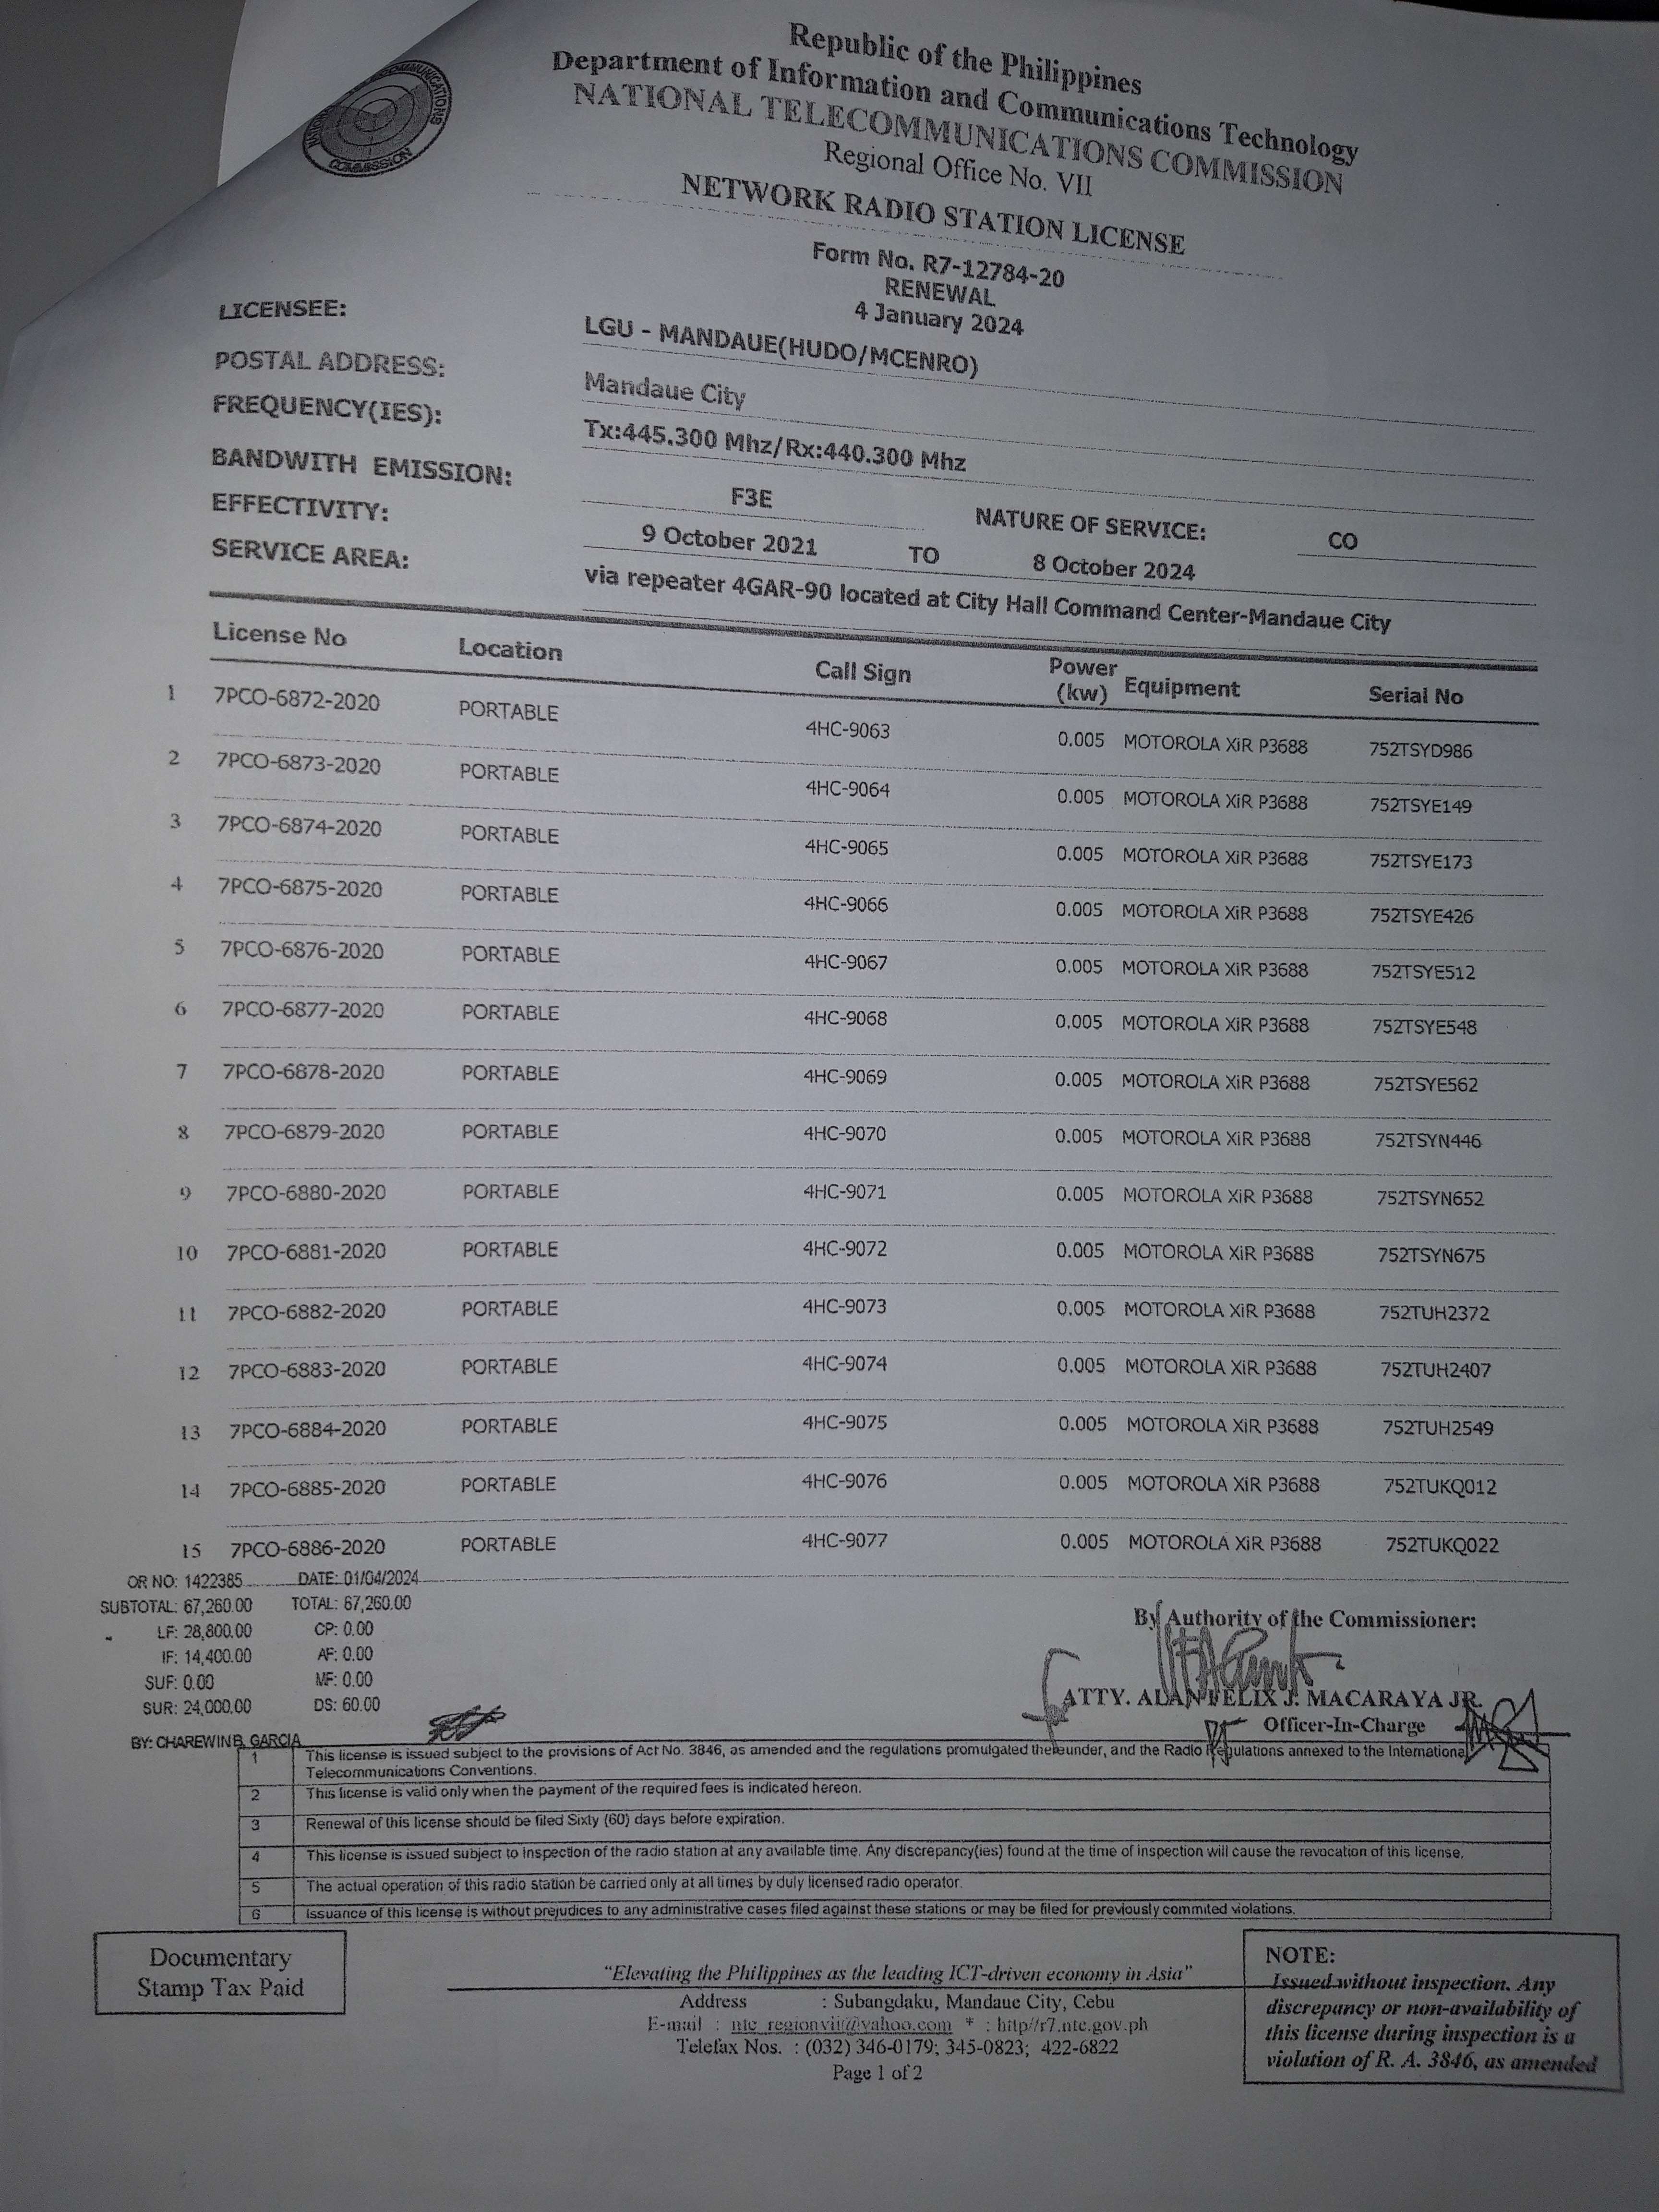 Republic of the Philippines
Department of Information and Communications Technology
NATIONAL TELECOMMUNICATIONS COMMISSION
Regional Office No. VII
NETWORK RADIO STATION LICENSE
Form No. R7-12784-20
RENEWAL
4 January 2024
LICENSEE: LGU - MANDAUE(HUDO/MCENRO)
POSTAL ADDRESS: Mandaue City
FREQUENCY(IES): Tx:445.300 Mhz/Rx:440.300 Mhz
BANDWITH EMISSION: F3E NATURE OF SERVICE: CO
EFFECTIVITY: 9 October 2021 TO 8 October 2024
SERVICE AREA: via repeater 4GAR-90 located at City Hall Command Center-Mandaue City
License No Location Call Sign Power (kw) Equipment Serial No
1 7PCO-6872-2020 PORTABLE 4HC-9063 0.005 MOTOROLA XiR P3688 752TSYD986
2 7PCO-6873-2020 PORTABLE 4HC-9064 0.005 MOTOROLA XiR P3688 752TSYE149
3 7PCO-6874-2020 PORTABLE 4HC-9065 0.005 MOTOROLA XiR P3688 752TSYE173
4 7PCO-6875-2020 PORTABLE 4HC-9066 0.005 MOTOROLA XiR P3688 752TSYE426
5 7PCO-6876-2020 PORTABLE 4HC-9067 0.005 MOTOROLA XiR P3688 752TSYE512
6 7PCO-6877-2020 PORTABLE 4HC-9068 0.005 MOTOROLA XiR P3688 752TSYE548
7 7PCO-6878-2020 PORTABLE 4HC-9069 0.005 MOTOROLA XiR P3688 752TSYE562
8 7PCO-6879-2020 PORTABLE 4HC-9070 0.005 MOTOROLA XiR P3688 752TSYN446
9 7PCO-6880-2020 PORTABLE 4HC-9071 0.005 MOTOROLA XiR P3688 752TSYN652
10 7PCO-6881-2020 PORTABLE 4HC-9072 0.005 MOTOROLA XiR P3688 752TSYN675
11 7PCO-6882-2020 PORTABLE 4HC-9073 0.005 MOTOROLA XiR P3688 752TUH2372
12 7PCO-6883-2020 PORTABLE 4HC-9074 0.005 MOTOROLA XiR P3688 752TUH2407
13 7PCO-6884-2020 PORTABLE 4HC-9075 0.005 MOTOROLA XiR P3688 752TUH2549
14 7PCO-6885-2020 PORTABLE 4HC-9076 0.005 MOTOROLA XiR P3688 752TUKQ012
15 7PCO-6886-2020 PORTABLE 4HC-9077 0.005 MOTOROLA XiR P3688 752TUKQ022
OR NO: 1422385 DATE: 01/04/2024
SUBTOTAL: 67,260.00 TOTAL: 67,260.00
LF: 28,800.00 CP: 0.00
IF: 14,400.00 AF: 0.00
SUF: 0.00 MF: 0.00
SUR: 24,000.00 DS: 60.00
BY: CHAREWIN B. GARCIA
By Authority of the Commissioner:
ATTY. ALAN FELIX J. MACARAYA JR.
Officer-In-Charge
1 This license is issued subject to the provisions of Act No. 3846, as amended and the regulations promulgated thereunder, and the Radio Regulations annexed to the International
Telecommunications Conventions.
2 This license is valid only when the payment of the required fees is indicated hereon.
3 Renewal of this license should be filed Sixty (60) days before expiration.
4 This license is issued subject to inspection of the radio station at any available time. Any discrepancy(ies) found at the time of inspection will cause the revocation of this license.
5 The actual operation of this radio station be carried only at all times by duly licensed radio operator.
6 Issuance of this license is without prejudices to any administrative cases filed against these stations or may be filed for previously commited violations.
Documentary
Stamp Tax Paid
"Elevating the Philippines as the leading ICT-driven economy in Asia"
Address : Subangdaku, Mandaue City, Cebu
E-mail : ntc_regionvii@yahoo.com * : http//r7.ntc.gov.ph
Telefax Nos. : (032) 346-0179; 345-0823; 422-6822
Page 1 of 2
NOTE:
Issued without inspection. Any
discrepancy or non-availability of
this license during inspection is a
violation of R. A. 3846, as amended